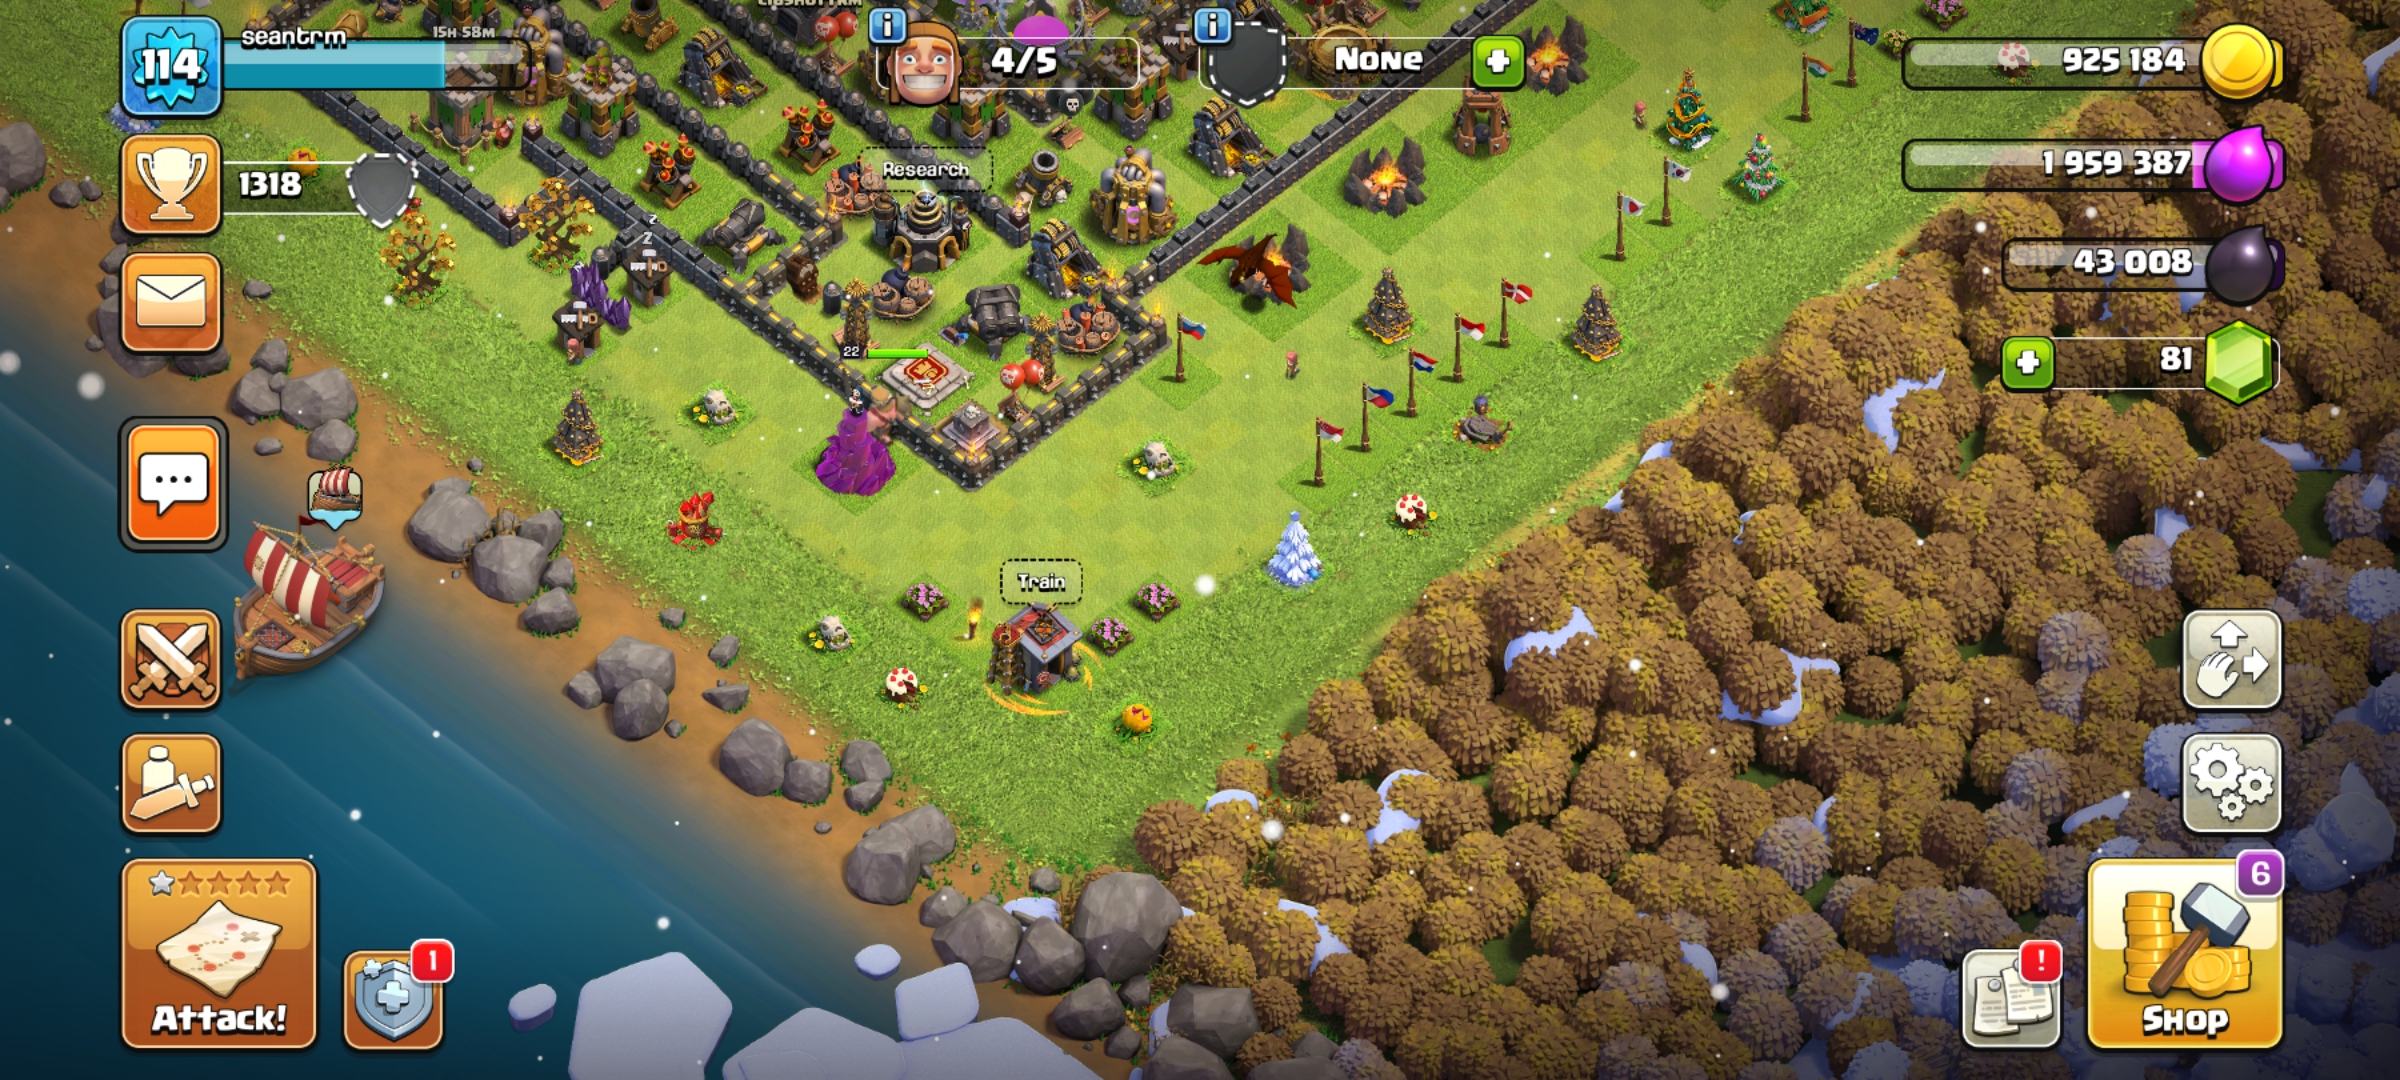 114
seantrm
15H 58M
4/5
None
925 184
1318
Research
1 959 387
43 008
81
22
Train
Attack!
1
6
!
Shop